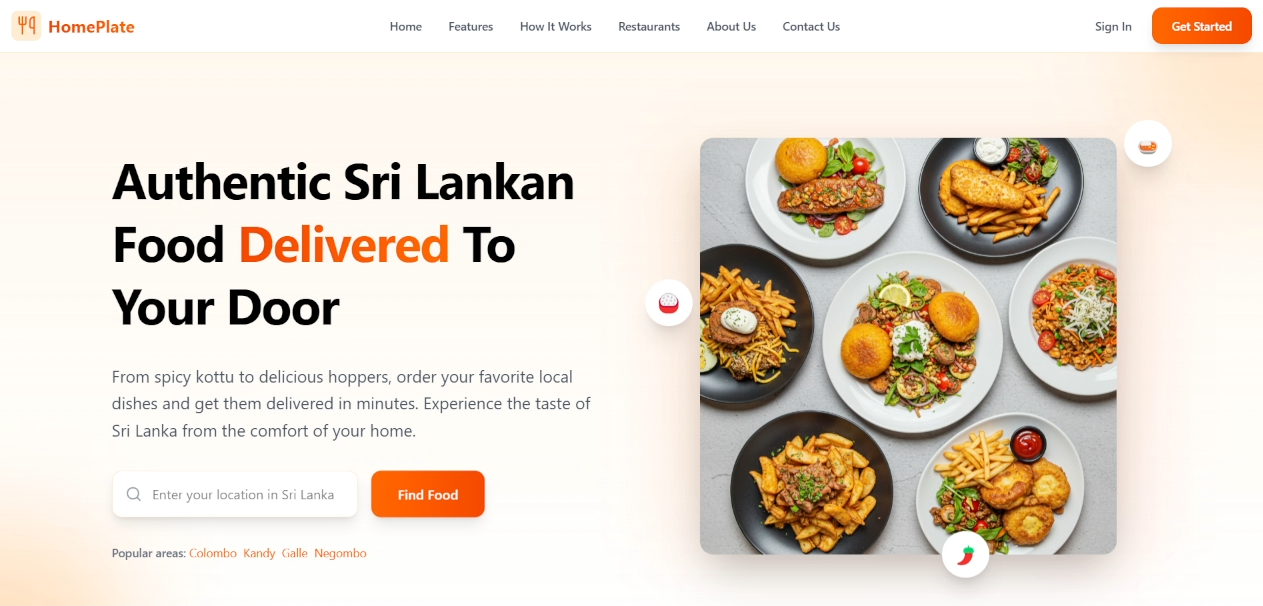 HomePlate
Home Features How It Works Restaurants About Us Contact Us
Sign In
Get Started
Authentic Sri Lankan
Food Delivered To
Your Door
From spicy kottu to delicious hoppers, order your favorite local
dishes and get them delivered in minutes. Experience the taste of
Sri Lanka from the comfort of your home.
Enter your location in Sri Lanka
Find Food
Popular areas: Colombo Kandy Galle Negombo